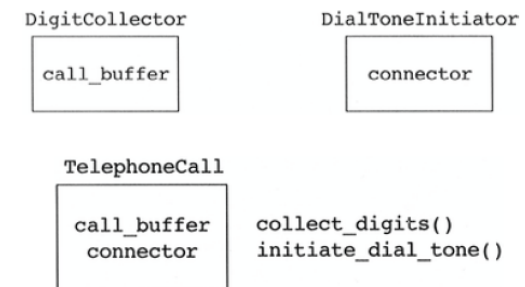 DigitCollector
DialToneInitiator
call_buffer
connector
TelephoneCall
call_buffer
connector
collect_digits()
initiate_dial_tone()